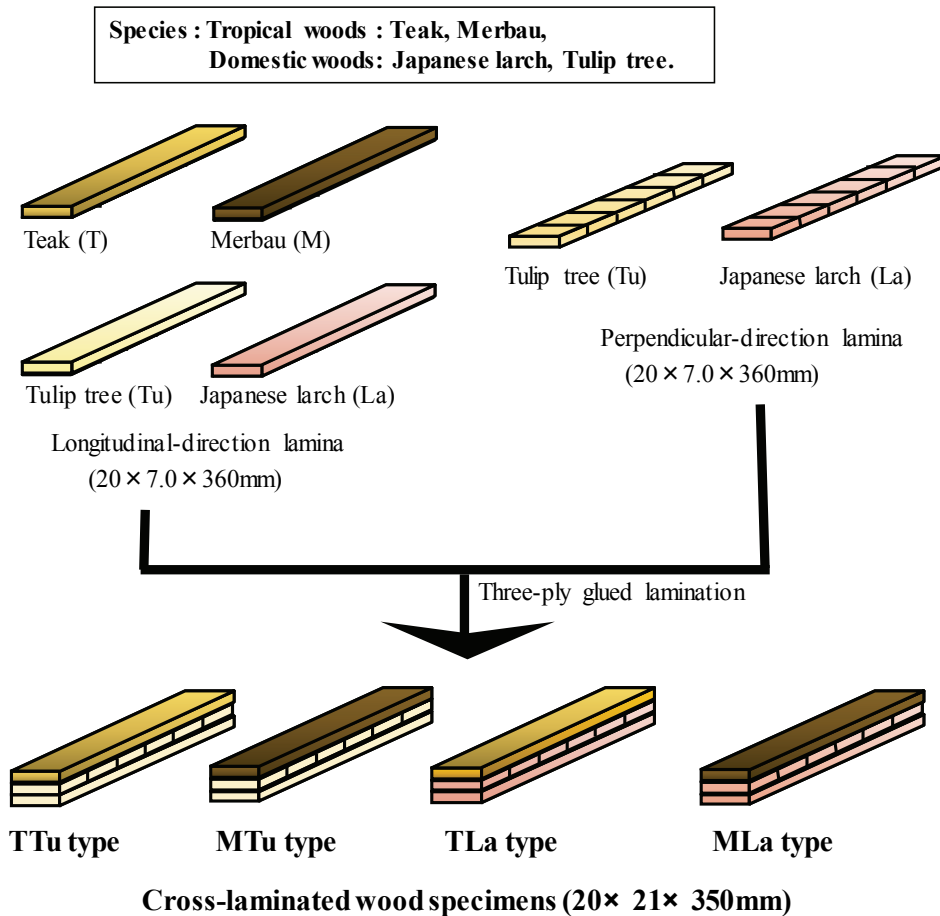 Species : Tropical woods : Teak, Merbau,
Domestic woods: Japanese larch, Tulip tree.
Teak (T)
Merbau (M)
Tulip tree (Tu)
Japanese larch (La)
Tulip tree (Tu)
Japanese larch (La)
Perpendicular-direction lamina
(20 × 7.0 × 360mm)
Longitudinal-direction lamina
(20 × 7.0 × 360mm)
Three-ply glued lamination
TTu type
MTu type
TLa type
MLa type
Cross-laminated wood specimens (20× 21× 350mm)